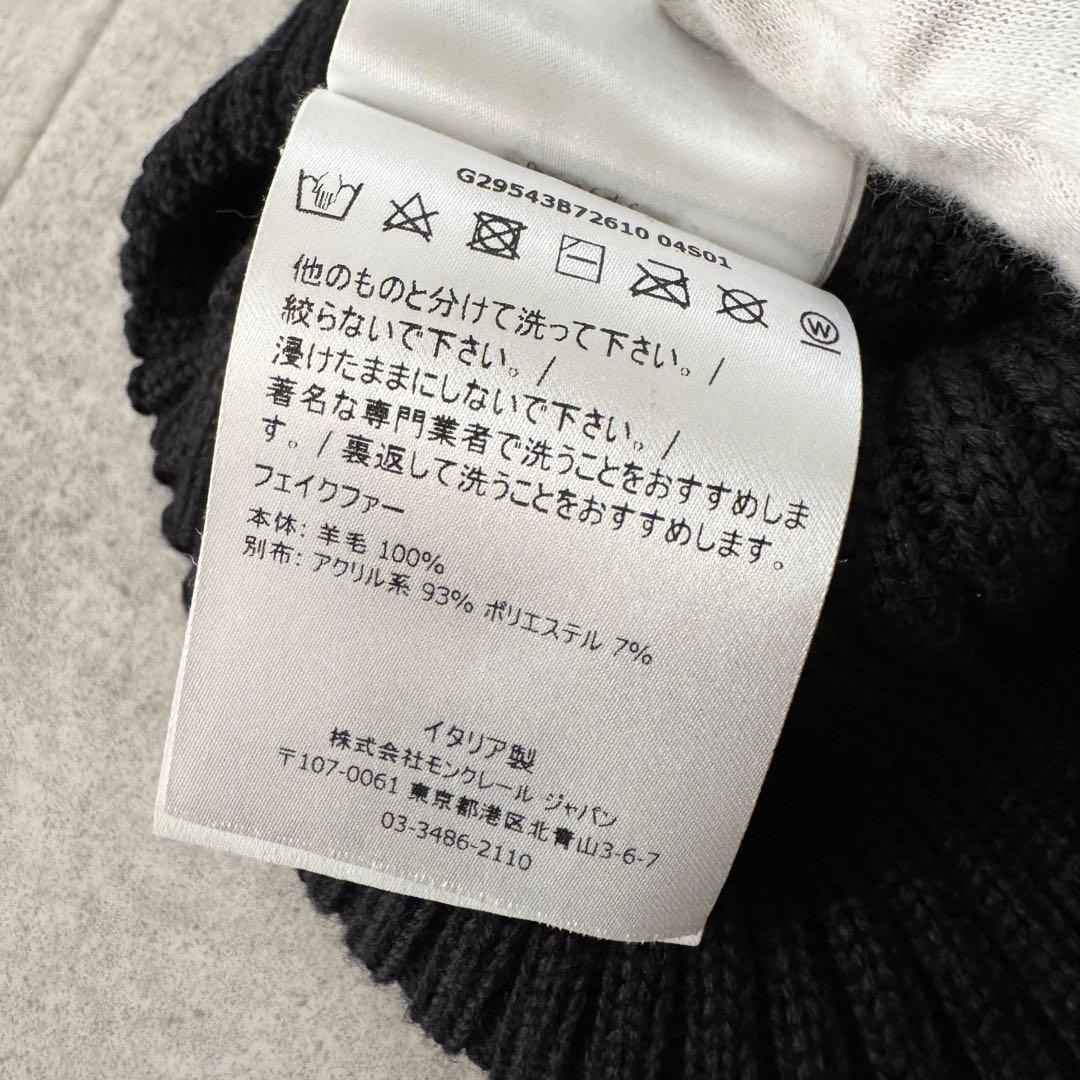 G29543B72610 04S01
W
他のものと分けて洗って下さい。/
絞らないで下さい。/
浸けたままにしないで下さい。/
著名な専門業者で洗うことをおすすめしま
す。/ 裏返して洗うことをおすすめします。
フェイクファー
本体: 羊毛 100%
別布: アクリル系 93% ポリエステル 7%
イタリア製
株式会社モンクレール ジャパン
〒107-0061 東京都港区北青山3-6-7
03-3486-2110